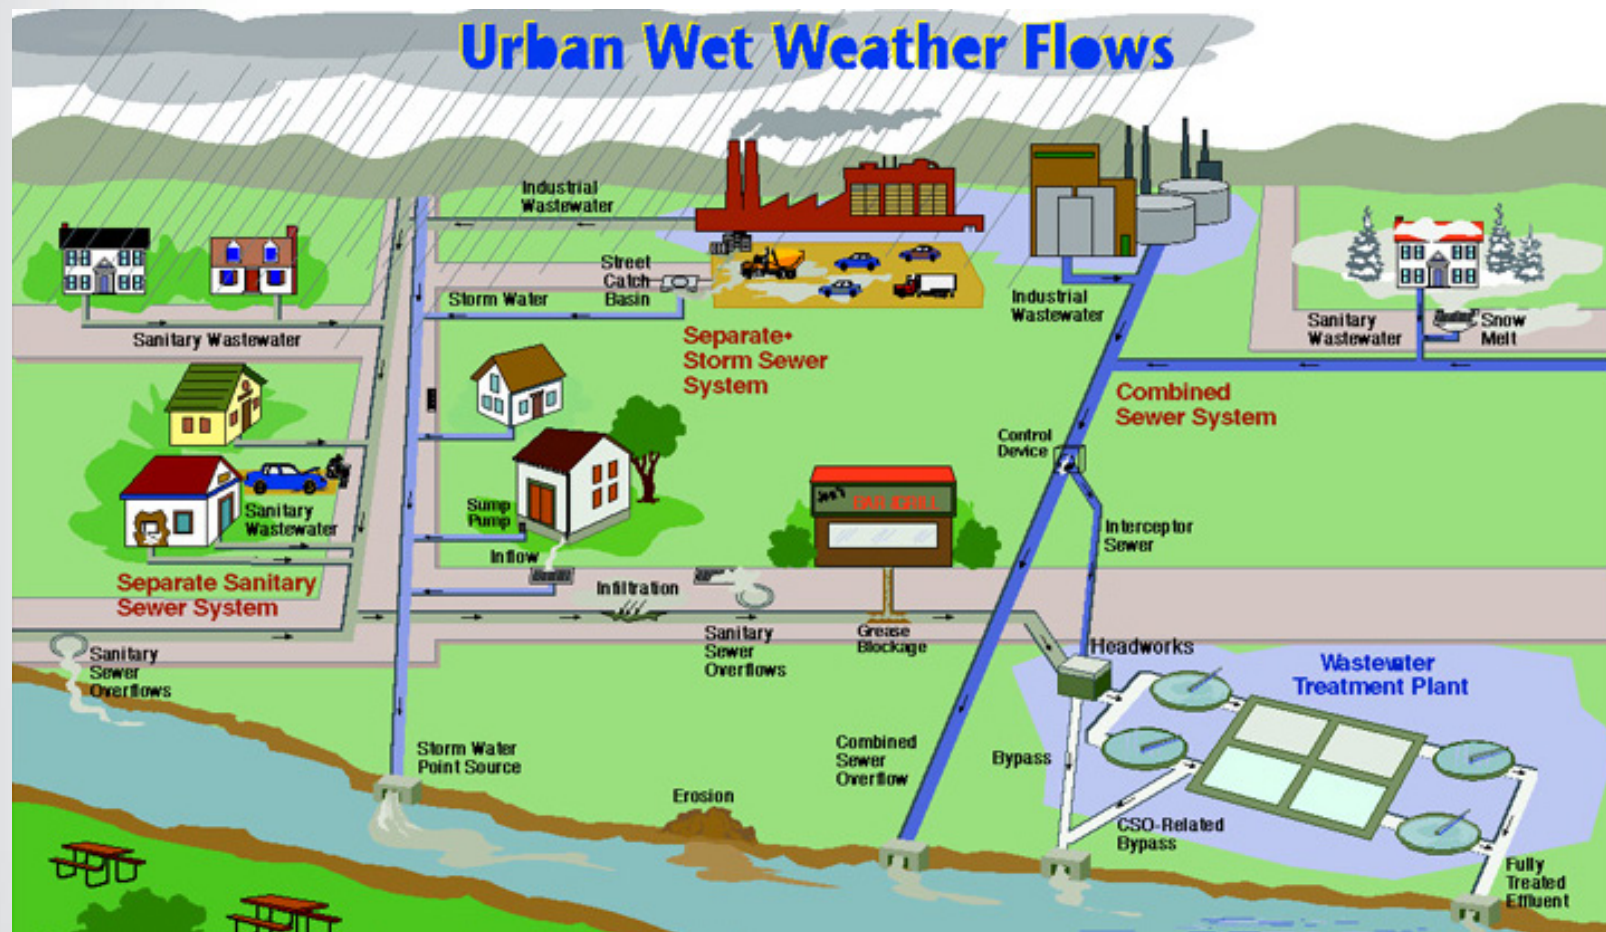 Urban Wet Weather Flows
Industrial
Wastewater
Street
Catch
Basin
Storm Water
Sanitary Wastewater
Separate•
Storm Sewer
System
Industrial
Wastewater
Sanitary
Wastewater
Snow
Melt
Combined
Sewer System
Control
Device
Sump
Pump
Sanitary
Wastewater
BAR GRILL
Interceptor
Sewer
Inflow
Infiltration
Separate Sanitary
Sewer System
Sanitary
Sewer
Overflows
Grease
Blockage
Headworks
Sanitary
Sewer
Overflows
Wastewater
Treatment Plant
Storm Water
Point Source
Combined
Sewer
Overflow
Bypass
Erosion
CSO-Related
Bypass
Fully
Treated
Effluent